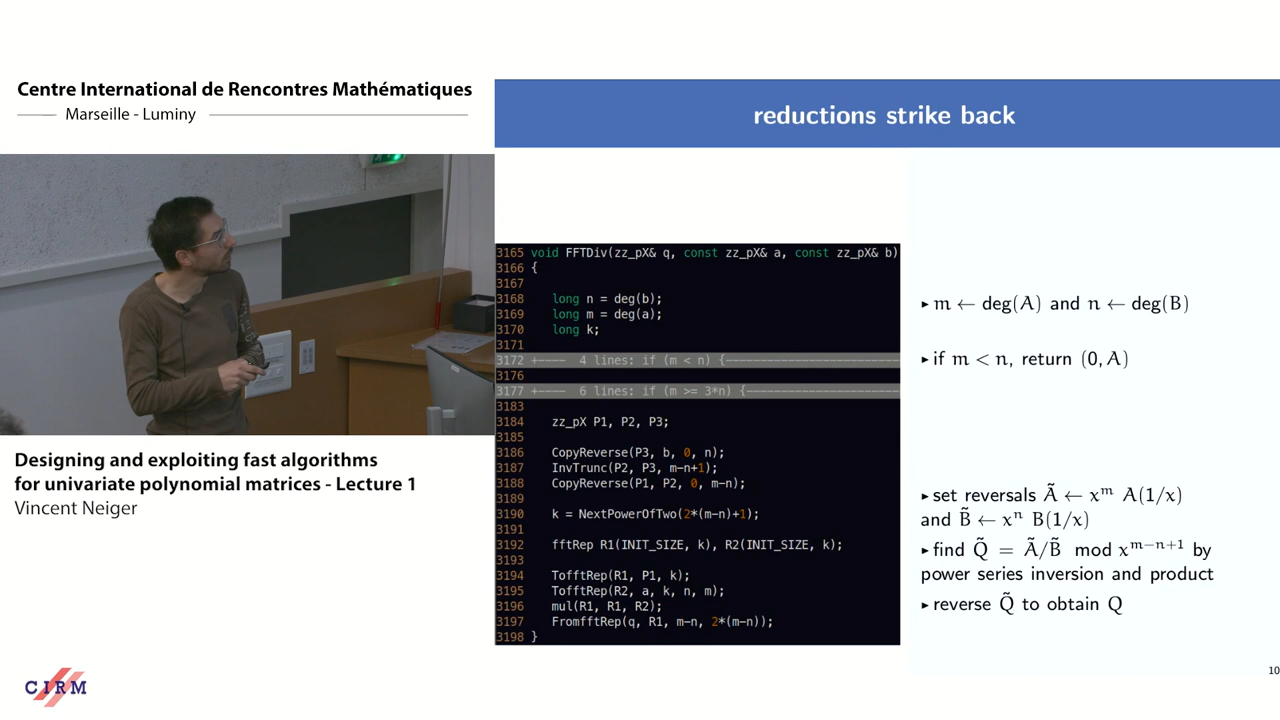 Centre International de Rencontres Mathématiques
Marseille - Luminy
reductions strike back
3165 void FFTDiv(zz_pX& q, const zz_pX& a, const zz_pX& b)
3166 {
3167
3168 long n = deg(b);
3169 long m = deg(a);
3170 long k;
3171
3172 +---- 4 lines: if (m < n) {----
3176
3177 +---- 6 lines: if (m >= 3*n) {----
3183
3184 zz_pX P1, P2, P3;
3185
3186 CopyReverse(P3, b, 0, n);
3187 InvTrunc(P2, P3, m-n+1);
3188 CopyReverse(P1, P2, 0, m-n);
3189
3190 k = NextPowerOfTwo(2*(m-n)+1);
3191
3192 fftRep R1(INIT_SIZE, k), R2(INIT_SIZE, k);
3193
3194 TofftRep(R1, P1, k);
3195 TofftRep(R2, a, k, n, m);
3196 mul(R1, R1, R2);
3197 FromfftRep(q, R1, m-n, 2*(m-n));
3198 }
▸ m ← deg(A) and n ← deg(B)
▸ if m < n, return (0, A)
▸ set reversals Ã ← x^m A(1/x)
and B̃ ← x^n B(1/x)
▸ find Q̃ = Ã/B̃ mod x^{m−n+1} by
power series inversion and product
▸ reverse Q̃ to obtain Q
10
Designing and exploiting fast algorithms
for univariate polynomial matrices - Lecture 1
Vincent Neiger
CIRM